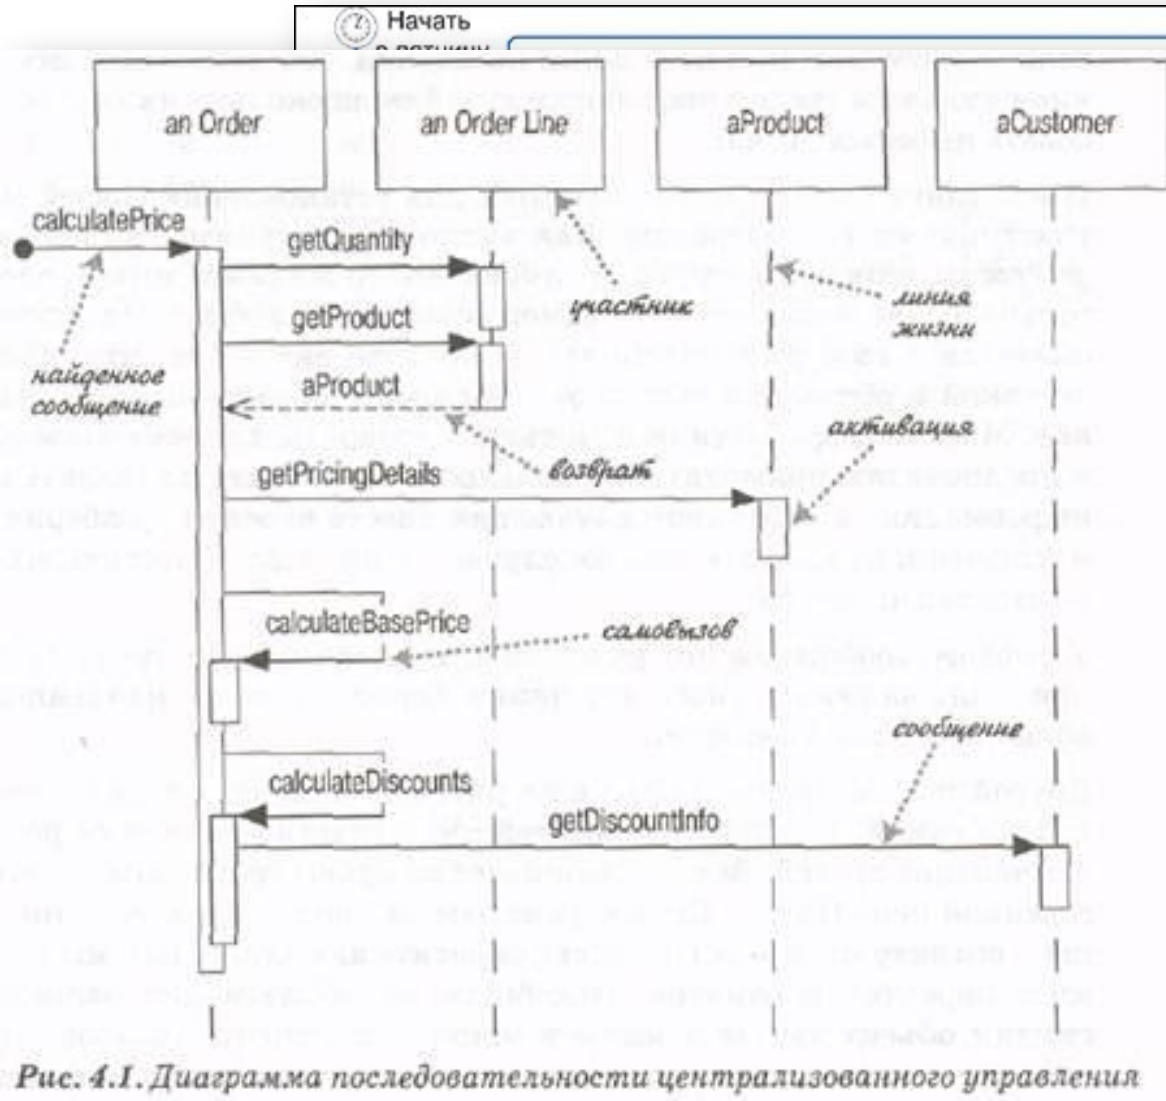 Начать
an Order
an Order Line
aProduct
aCustomer
calculatePrice
getQuantity
участник
линия
жизни
getProduct
найденное
сообщение
aProduct
активация
возврат
getPricingDetails
calculateBasePrice
самовызов
сообщение
calculateDiscounts
getDiscountInfo
Рис. 4.1. Диаграмма последовательности централизованного управления